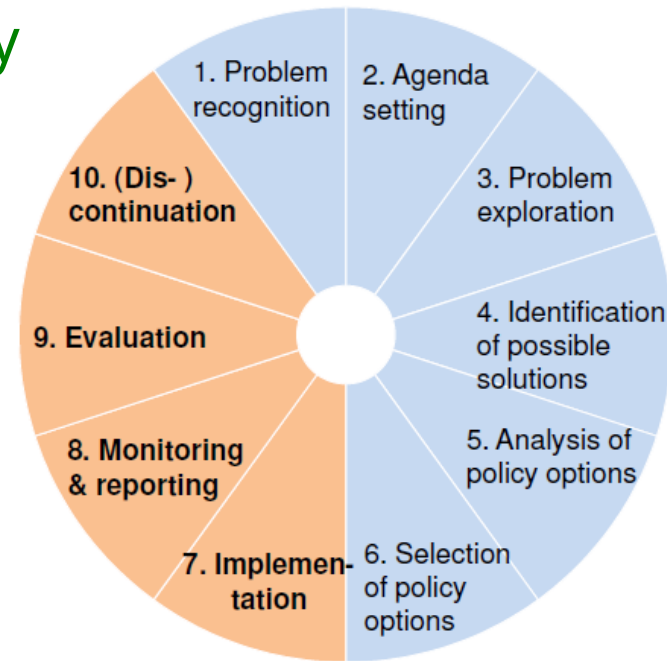 y
1. Problem
recognition
2. Agenda
setting
3. Problem
exploration
4. Identification
of possible
solutions
5. Analysis of
policy options
6. Selection
of policy
options
7. Implemen-
tation
8. Monitoring
& reporting
9. Evaluation
10. (Dis- )
continuation